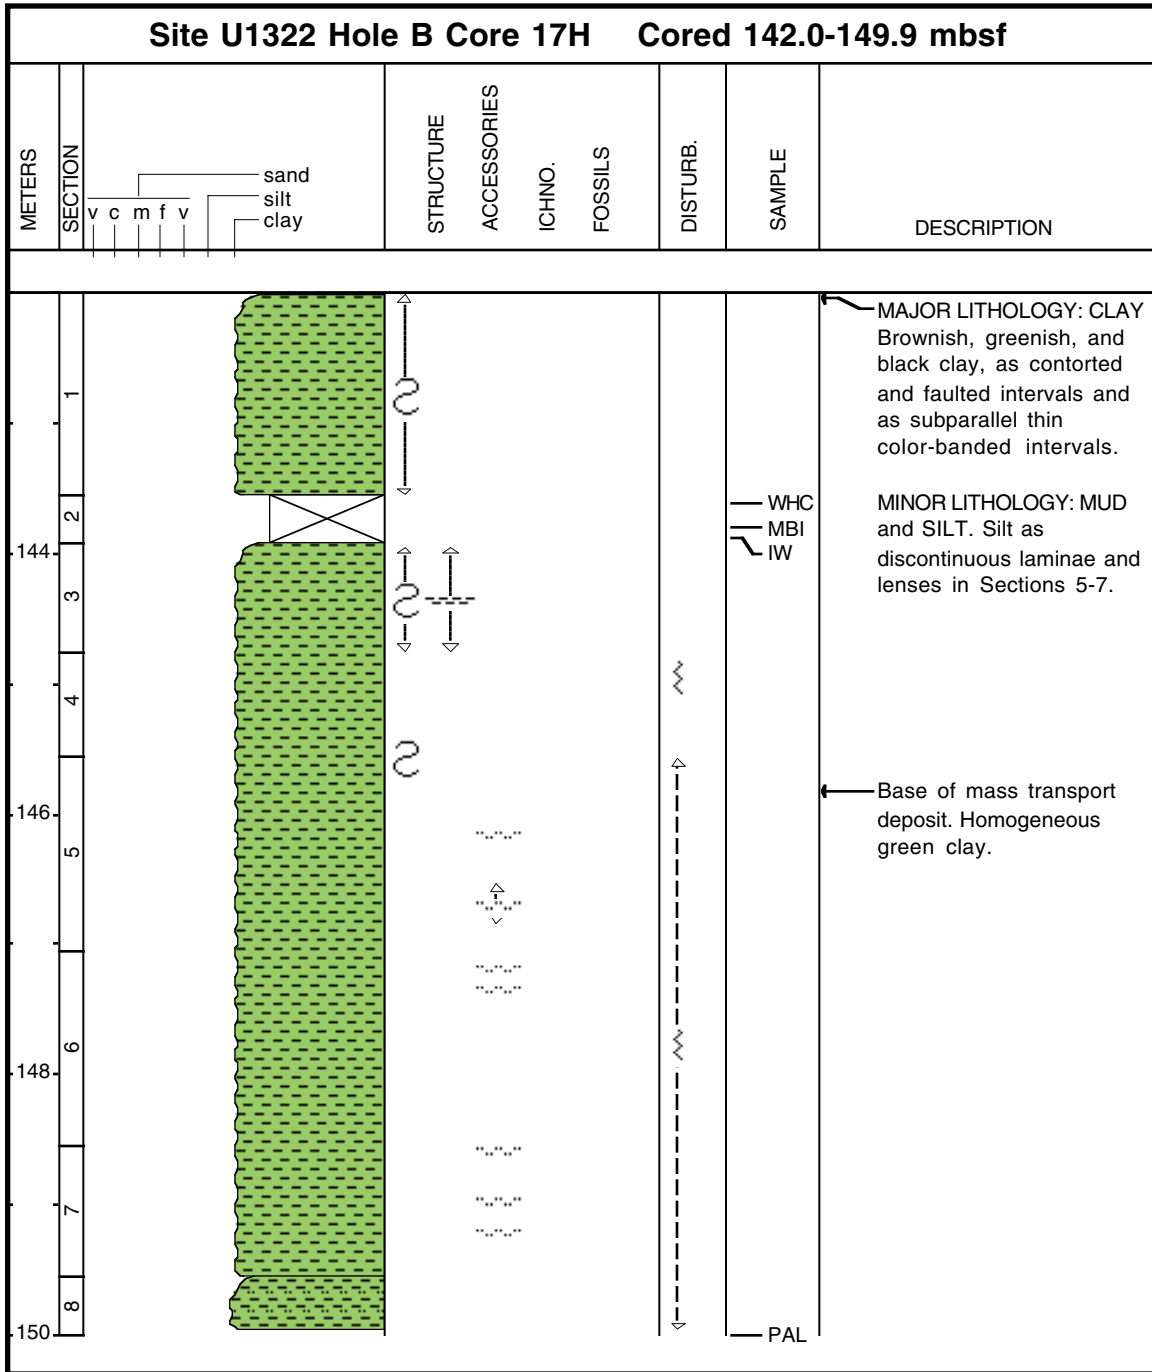 Site U1322 Hole B Core 17H Cored 142.0-149.9 mbsf
METERS
SECTION
v c m f v
sand
silt
clay
STRUCTURE
ACCESSORIES
ICHNO.
FOSSILS
DISTURB.
SAMPLE
DESCRIPTION
1
2
3
4
5
6
7
8
144
146
148
150
WHC
MBI
IW
PAL
MAJOR LITHOLOGY: CLAY
Brownish, greenish, and
black clay, as contorted
and faulted intervals and
as subparallel thin
color-banded intervals.
MINOR LITHOLOGY: MUD
and SILT. Silt as
discontinuous laminae and
lenses in Sections 5-7.
Base of mass transport
deposit. Homogeneous
green clay.